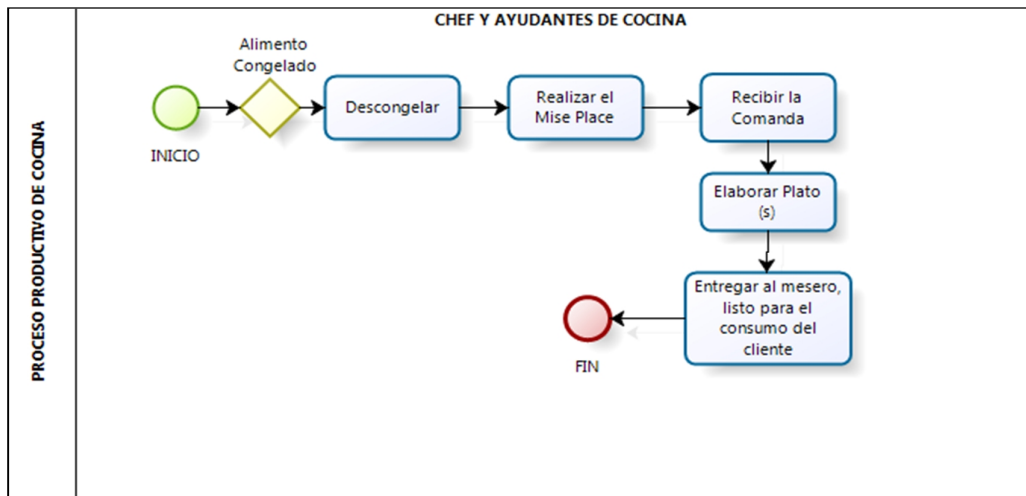 CHEF Y AYUDANTES DE COCINA
PROCESO PRODUCTIVO DE COCINA
INICIO
Alimento
Congelado
Descongelar
Realizar el
Mise Place
Recibir la
Comanda
Elaborar Plato
(s)
Entregar al mesero,
listo para el
consumo del
cliente
FIN